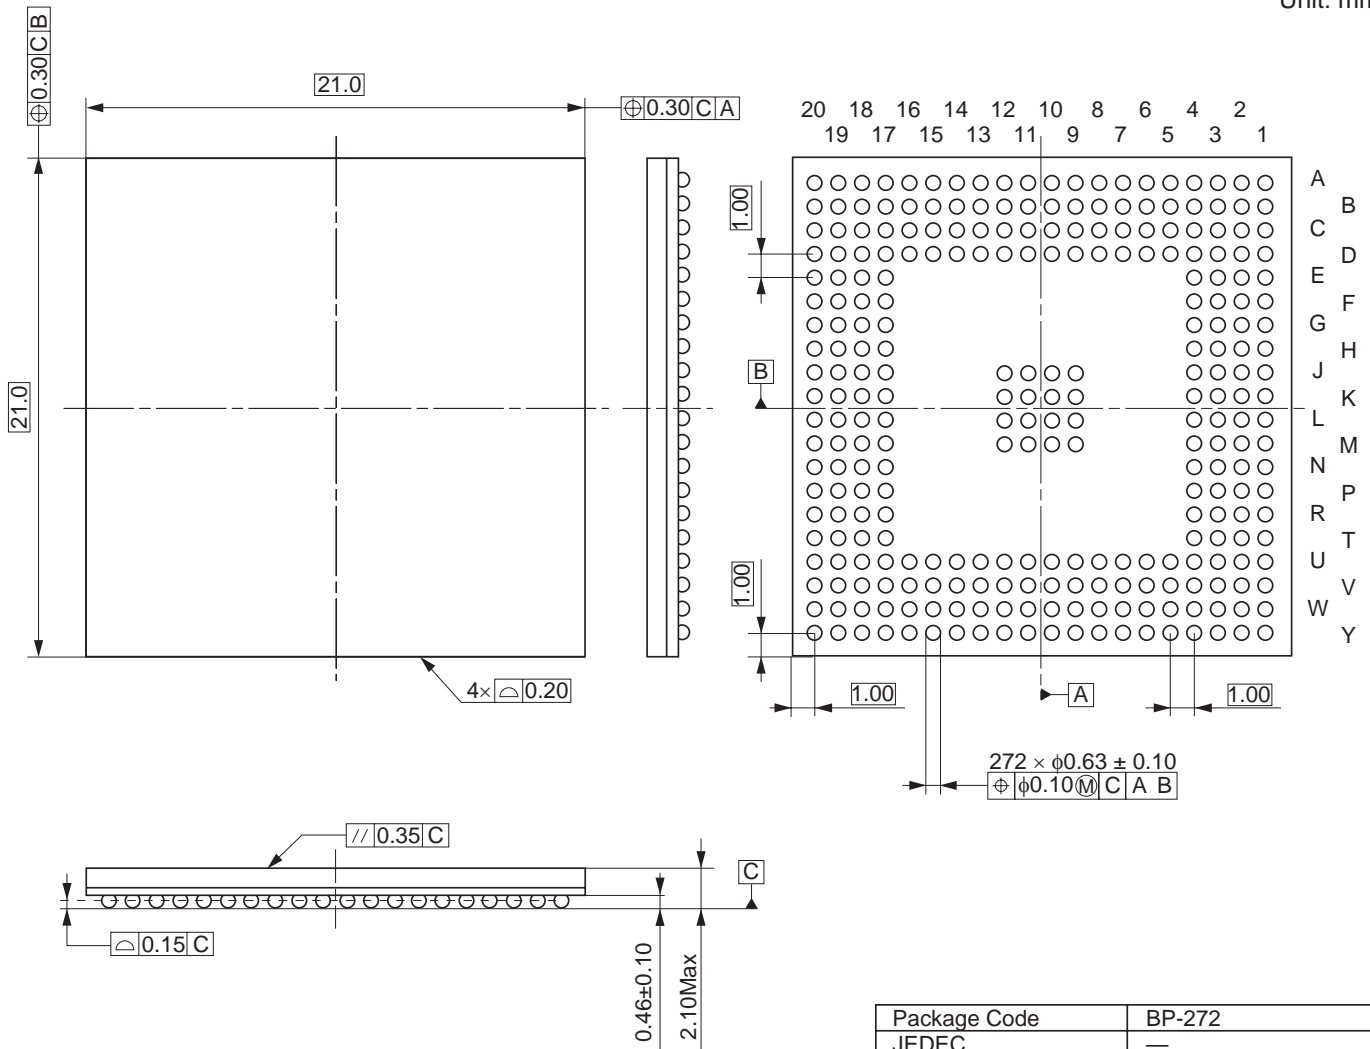 Unit: mm
⌖ 0.30 C B
21.0
⌖ 0.30 C A
20 18 16 14 12 10 8 6 4 2
19 17 15 13 11 9 7 5 3 1
A
B
C
D
E
F
G
H
J
K
L
M
N
P
R
T
U
V
W
Y
1.00
B
21.0
1.00
4× ⌓ 0.20
1.00
A
1.00
272 × ϕ0.63 ± 0.10
⌖ ϕ0.10 Ⓜ C A B
// 0.35 C
C
⌓ 0.15 C
0.46±0.10
2.10Max
Package Code BP-272
JEDEC —